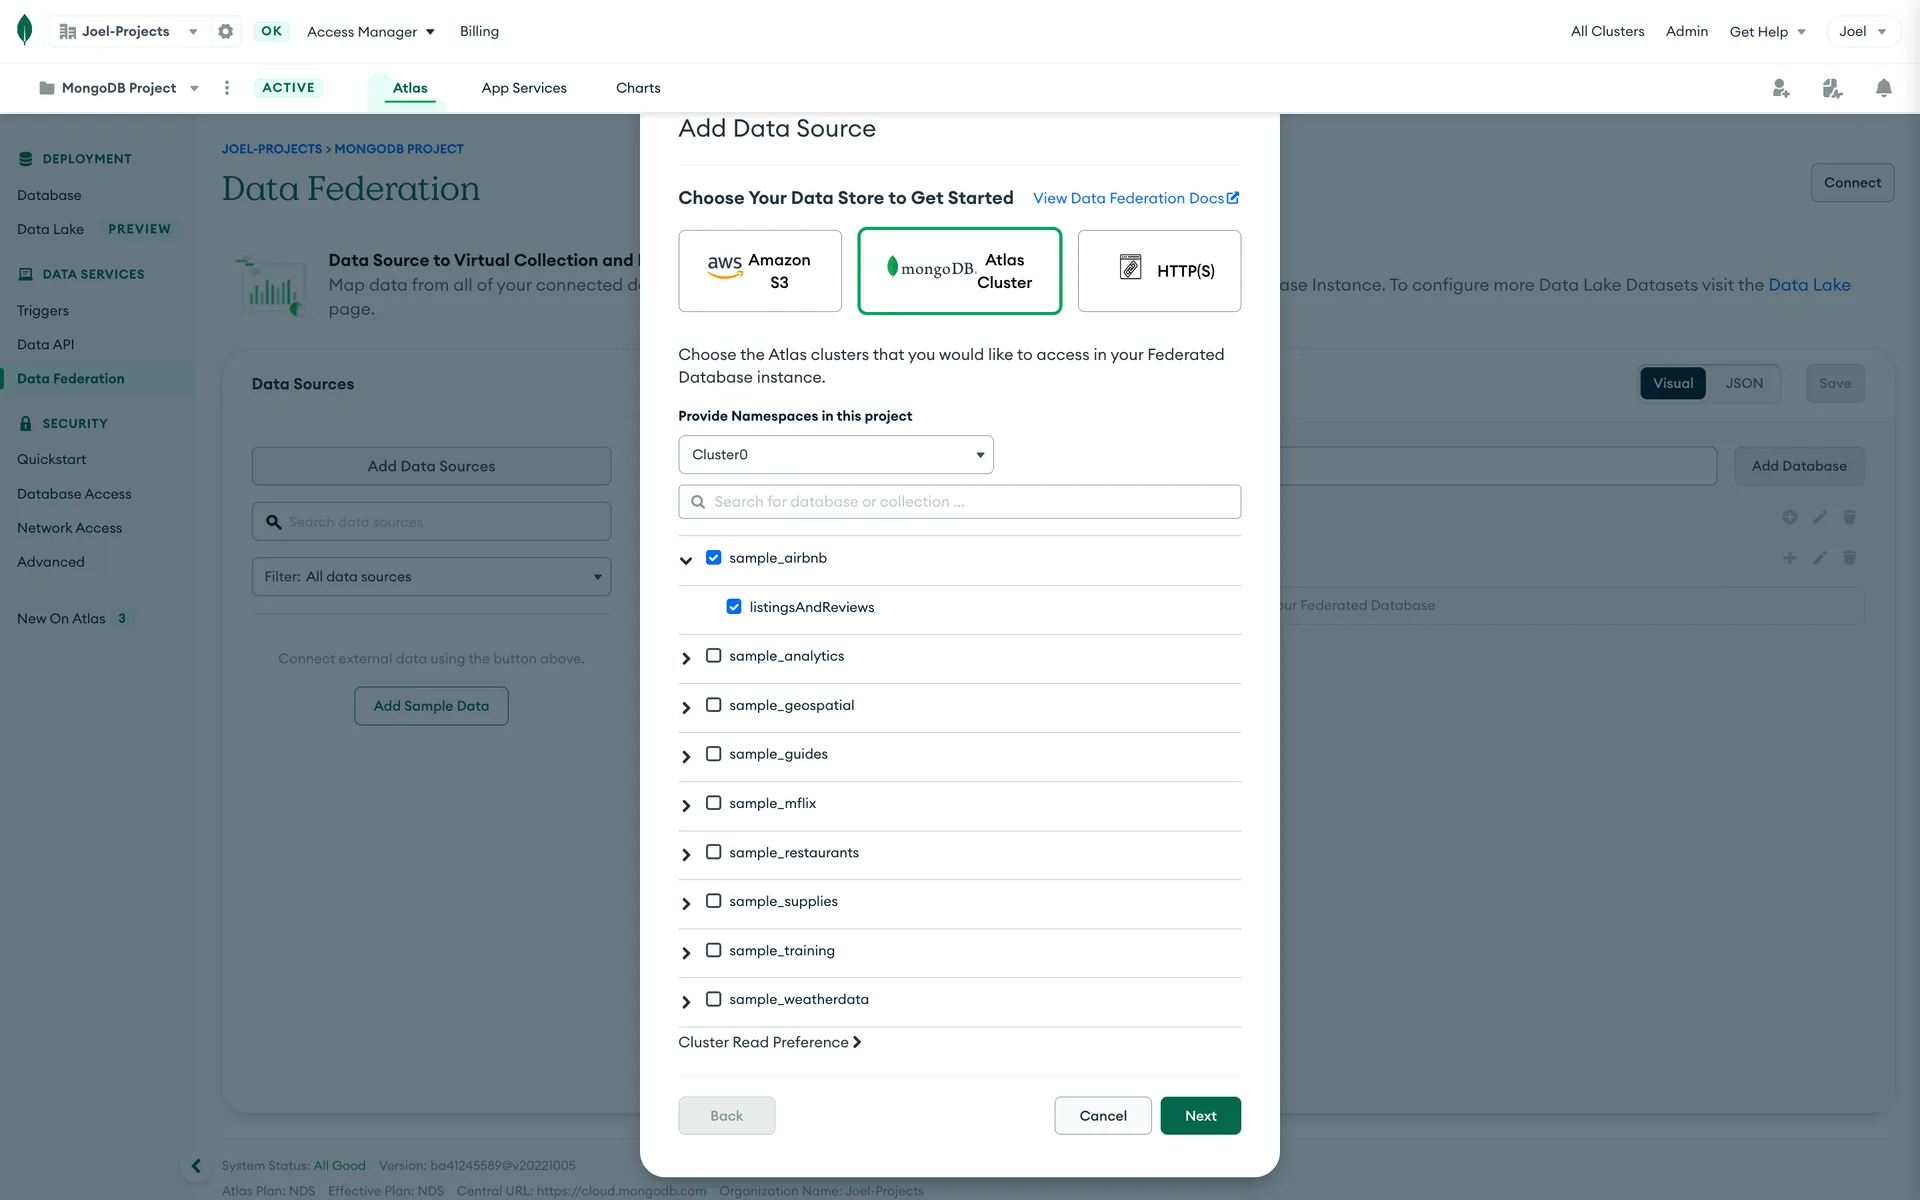 Joel-Projects
OK
Access Manager
Billing
All Clusters
Admin
Get Help
Joel
MongoDB Project
ACTIVE
Atlas
App Services
Charts
DEPLOYMENT
Database
Data Lake PREVIEW
DATA SERVICES
Triggers
Data API
Data Federation
SECURITY
Quickstart
Database Access
Network Access
Advanced
New On Atlas 3
JOEL-PROJECTS > MONGODB PROJECT
Data Federation
Connect
Data Source to Virtual Collection and
Map data from all of your connected
page.
Instance. To configure more Data Lake Datasets visit the Data Lake
Data Sources
Add Data Sources
Search data sources
Filter: All data sources
Connect external data using the button above.
Add Sample Data
Visual
JSON
Save
Add Database
Federated Database
Add Data Source
Choose Your Data Store to Get Started
View Data Federation Docs
aws Amazon
S3
mongoDB. Atlas
Cluster
HTTP(S)
Choose the Atlas clusters that you would like to access in your Federated
Database instance.
Provide Namespaces in this project
Cluster0
Search for database or collection ...
sample_airbnb
listingsAndReviews
sample_analytics
sample_geospatial
sample_guides
sample_mflix
sample_restaurants
sample_supplies
sample_training
sample_weatherdata
Cluster Read Preference
Back
Cancel
Next
System Status: All Good Version: ba41245589@v20221005
Atlas Plan: NDS Effective Plan: NDS Central URL: https://cloud.mongodb.com Organization Name: Joel-Projects